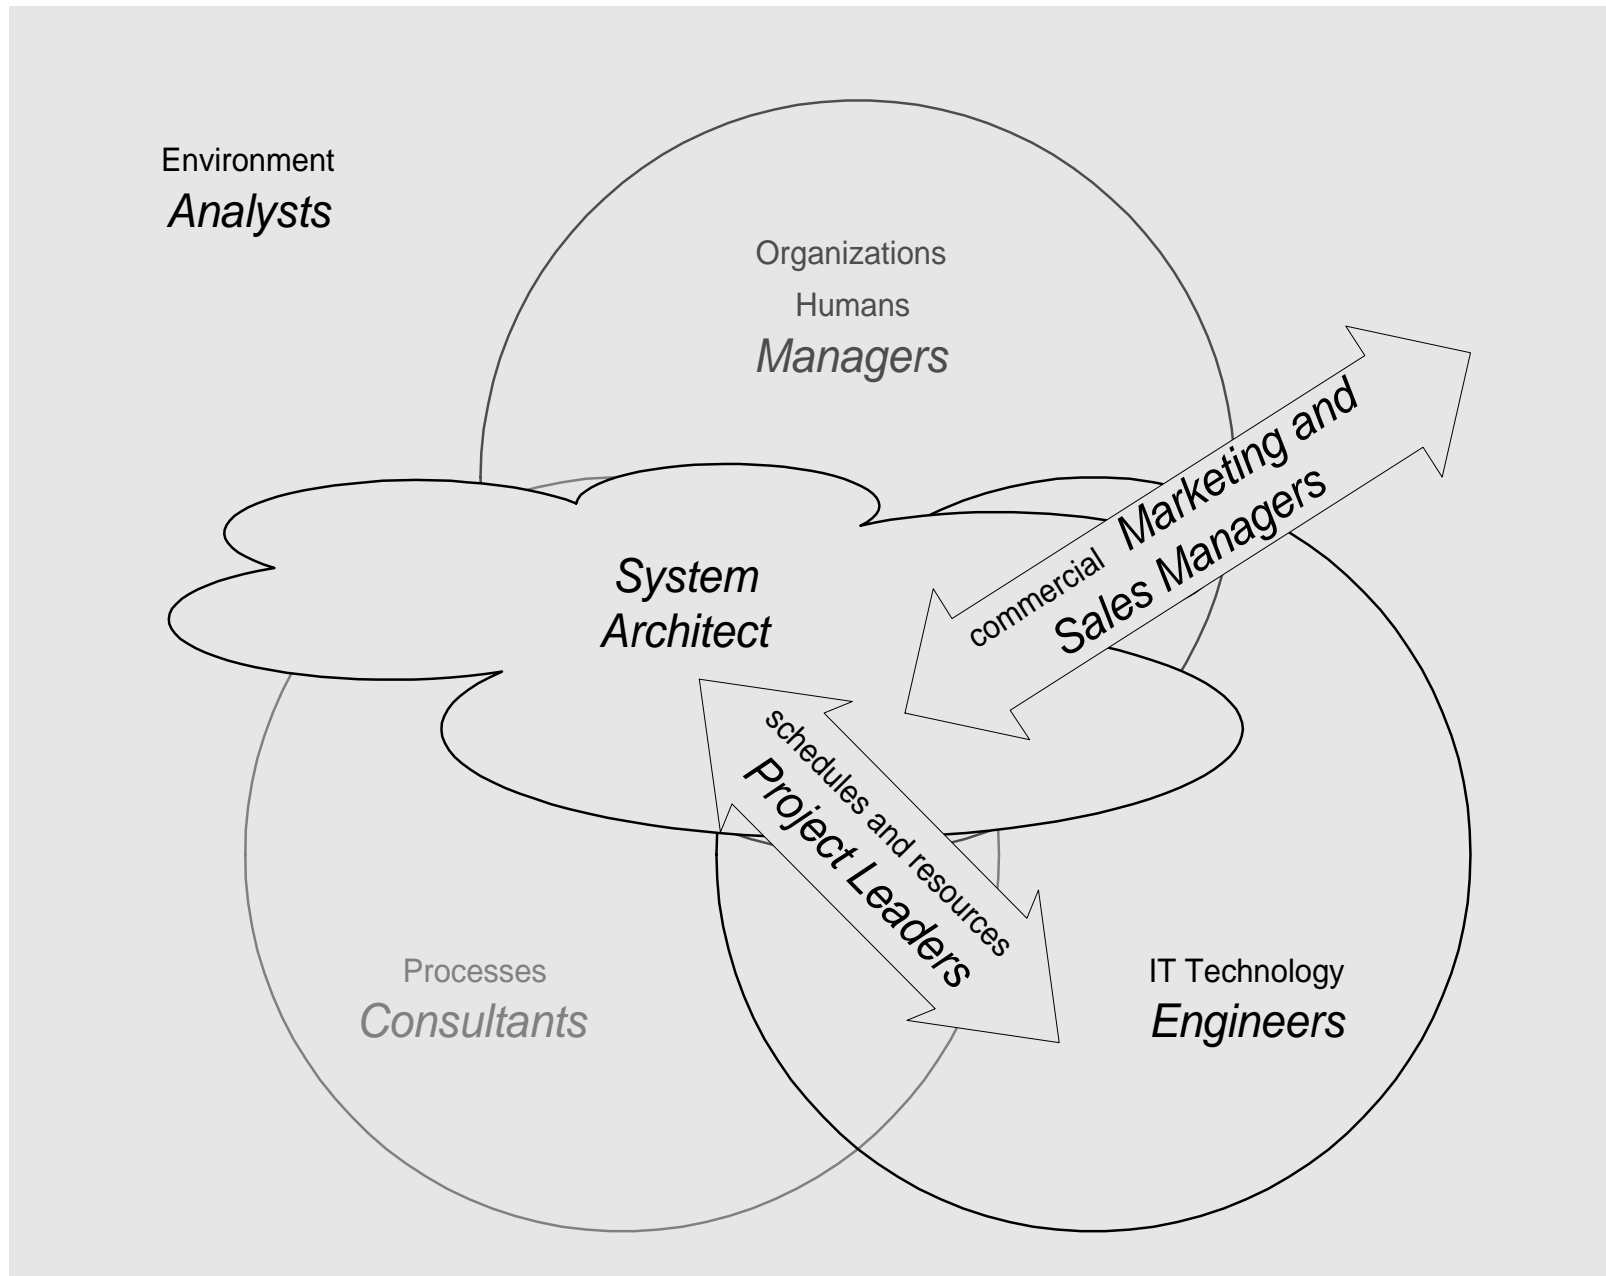 Environment
Analysts
Organizations
Humans
Managers
commercial Marketing and
Sales Managers
System
Architect
schedules and resources
Project Leaders
Processes
Consultants
IT Technology
Engineers